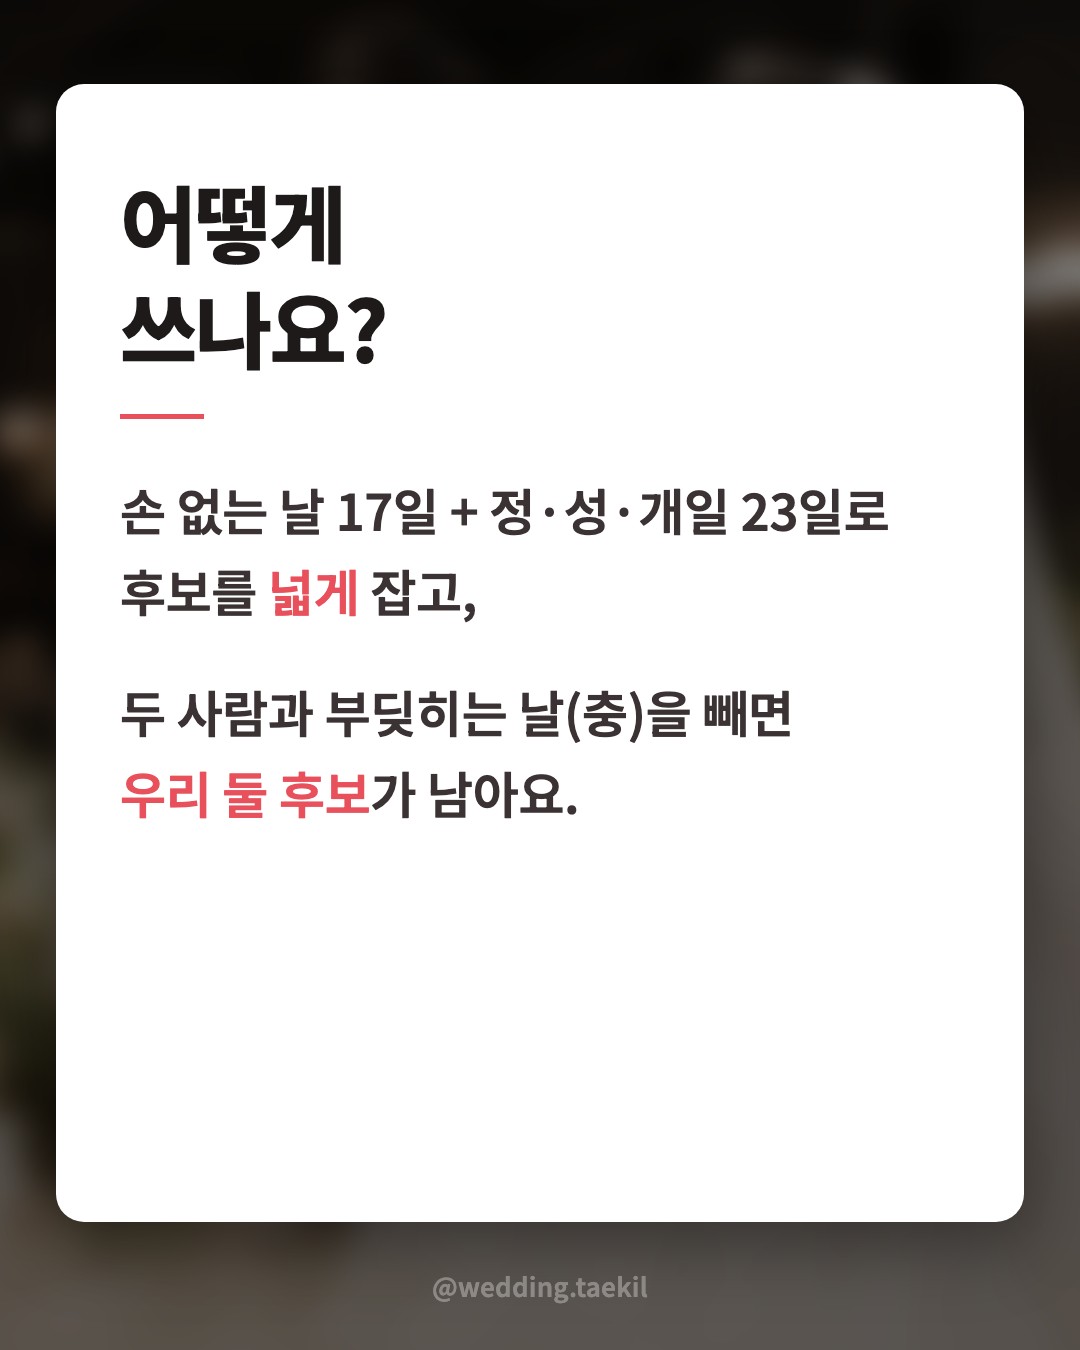 어떻게
쓰나요?
손 없는 날 17일 + 정·성·개일 23일로
후보를 넓게 잡고,
두 사람과 부딪히는 날(충)을 빼면
우리 둘 후보가 남아요.
@wedding.taekil